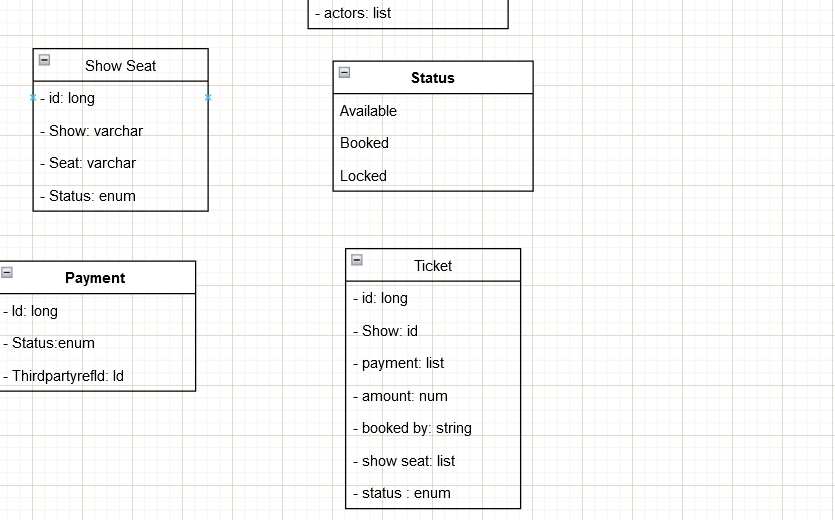 - actors: list
Show Seat
- id: long
- Show: varchar
- Seat: varchar
- Status: enum
Status
Available
Booked
Locked
Payment
- Id: long
- Status:enum
- ThirdpartyrefId: Id
Ticket
- id: long
- Show: id
- payment: list
- amount: num
- booked by: string
- show seat: list
- status : enum